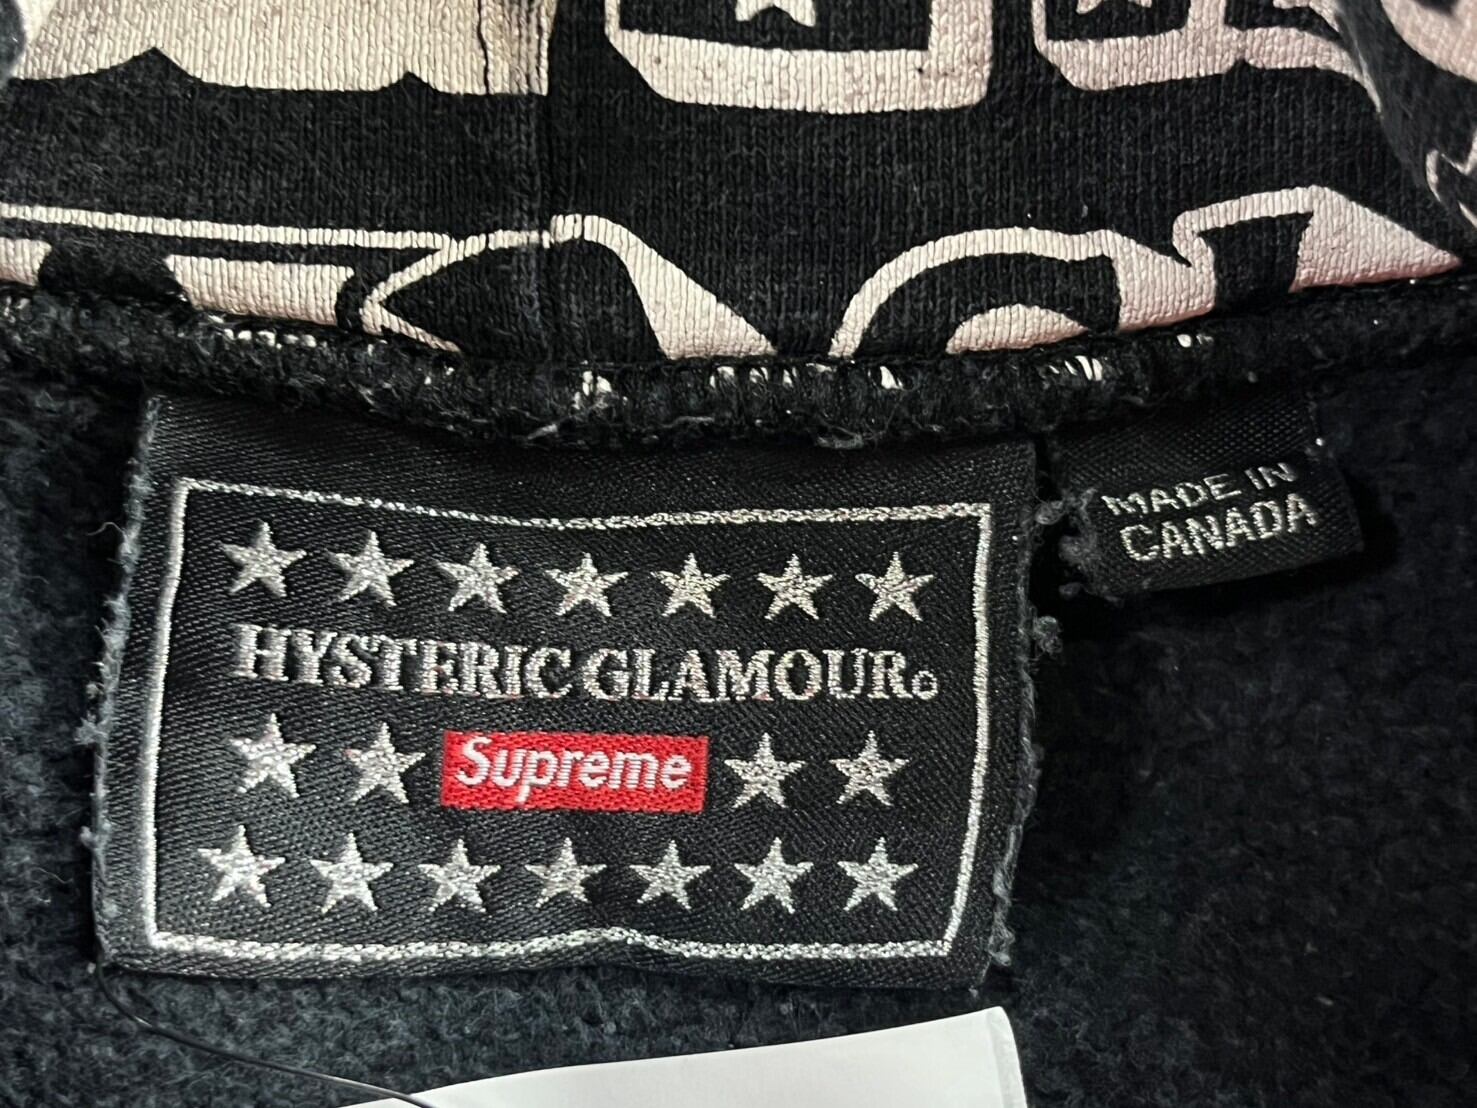 HYSTERIC GLAMOUR.
Supreme
MADE IN
CANADA